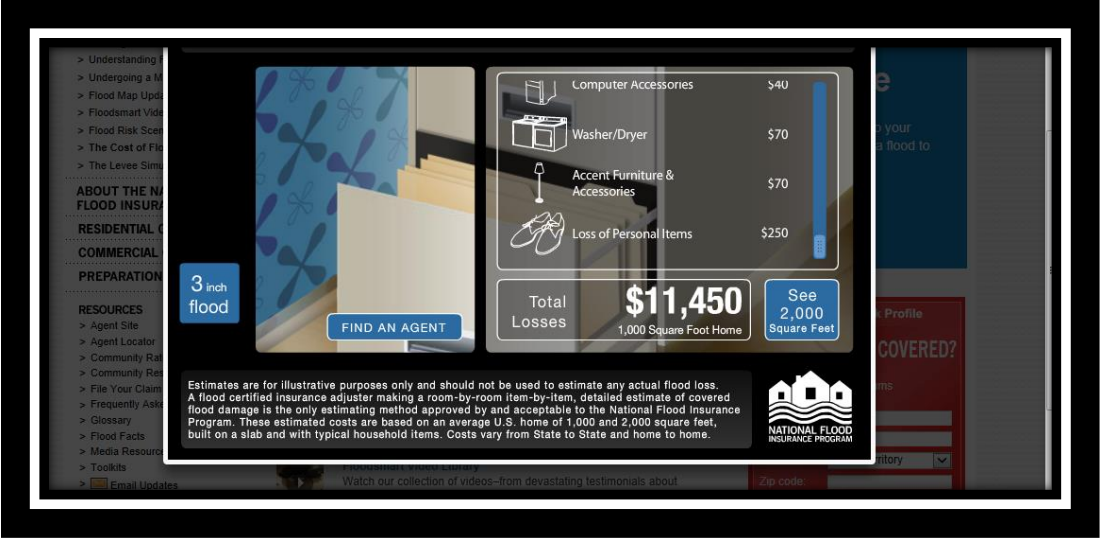 > Understanding
> Undergoing a M
> Flood Map Upda
> Floodsmart Vide
> Flood Risk Scen
> The Cost of Flo
> The Levee Simu
ABOUT THE NA
FLOOD INSURA
RESIDENTIAL
COMMERCIAL
PREPARATION
RESOURCES
> Agent Site
> Agent Locator
> Community Rati
> Community Res
> File Your Claim
> Frequently Aske
> Glossary
> Flood Facts
> Media Resource
> Toolkits
> Email Updates
Computer Accessories $40
Washer/Dryer $70
Accent Furniture &
Accessories $70
Loss of Personal Items $250
3 inch
flood
FIND AN AGENT
Total
Losses
$11,450
1,000 Square Foot Home
See
2,000
Square Feet
Estimates are for illustrative purposes only and should not be used to estimate any actual flood loss.
A flood certified insurance adjuster making a room-by-room item-by-item, detailed estimate of covered
flood damage is the only estimating method approved by and acceptable to the National Flood Insurance
Program. These estimated costs are based on an average U.S. home of 1,000 and 2,000 square feet,
built on a slab and with typical household items. Costs vary from State to State and home to home.
NATIONAL FLOOD
INSURANCE PROGRAM
Floodsmart Video Library
Watch our collection of videos–from devastating testimonials about
e
your
a flood to
k Profile
COVERED?
ms
rritory
Zip code: